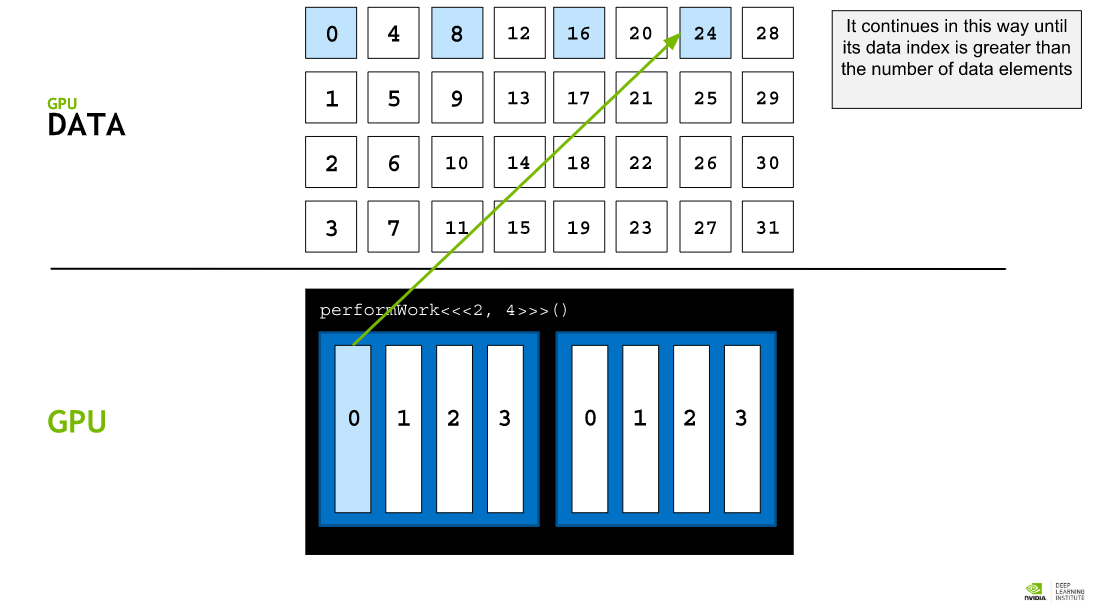 0 4 8 12 16 20 24 28
It continues in this way until
its data index is greater than
the number of data elements
GPU
DATA
1 5 9 13 17 21 25 29
2 6 10 14 18 22 26 30
3 7 11 15 19 23 27 31
performWork<<<2, 4>>>()
GPU
0 1 2 3 0 1 2 3
NVIDIA.
DEEP
LEARNING
INSTITUTE